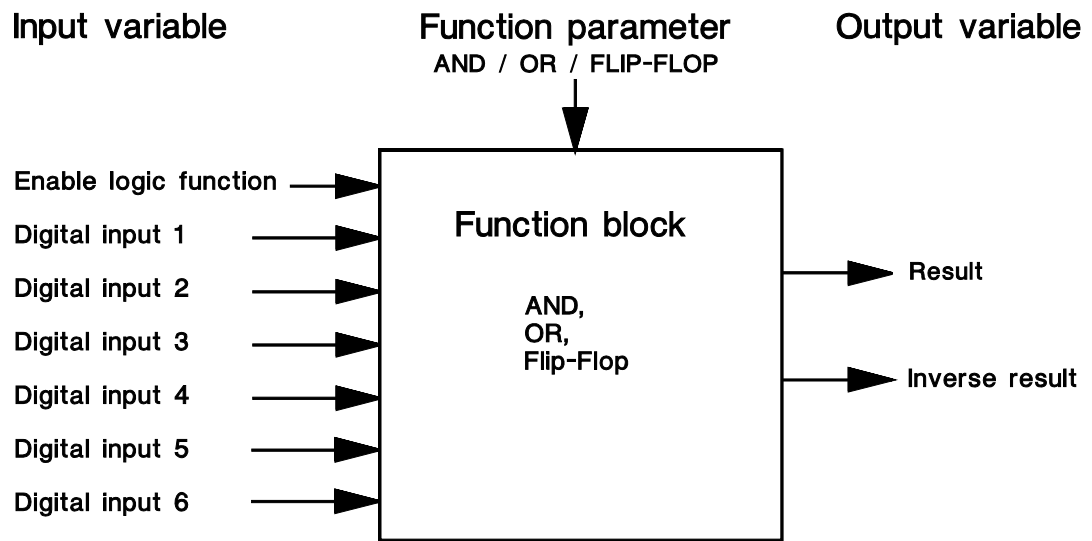 Input variable
Function parameter
Output variable
AND / OR / FLIP-FLOP
Enable logic function
Digital input 1
Digital input 2
Digital input 3
Digital input 4
Digital input 5
Digital input 6
Function block
AND,
OR,
Flip-Flop
Result
Inverse result